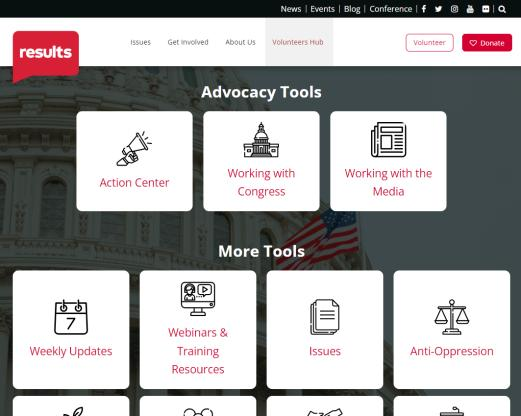 News | Events | Blog | Conference |
results
Issues
Get Involved
About Us
Volunteers Hub
Volunteer
Donate
Advocacy Tools
Action Center
Working with
Congress
Working with the
Media
More Tools
7
Weekly Updates
Webinars &
Training
Resources
Issues
Anti-Oppression